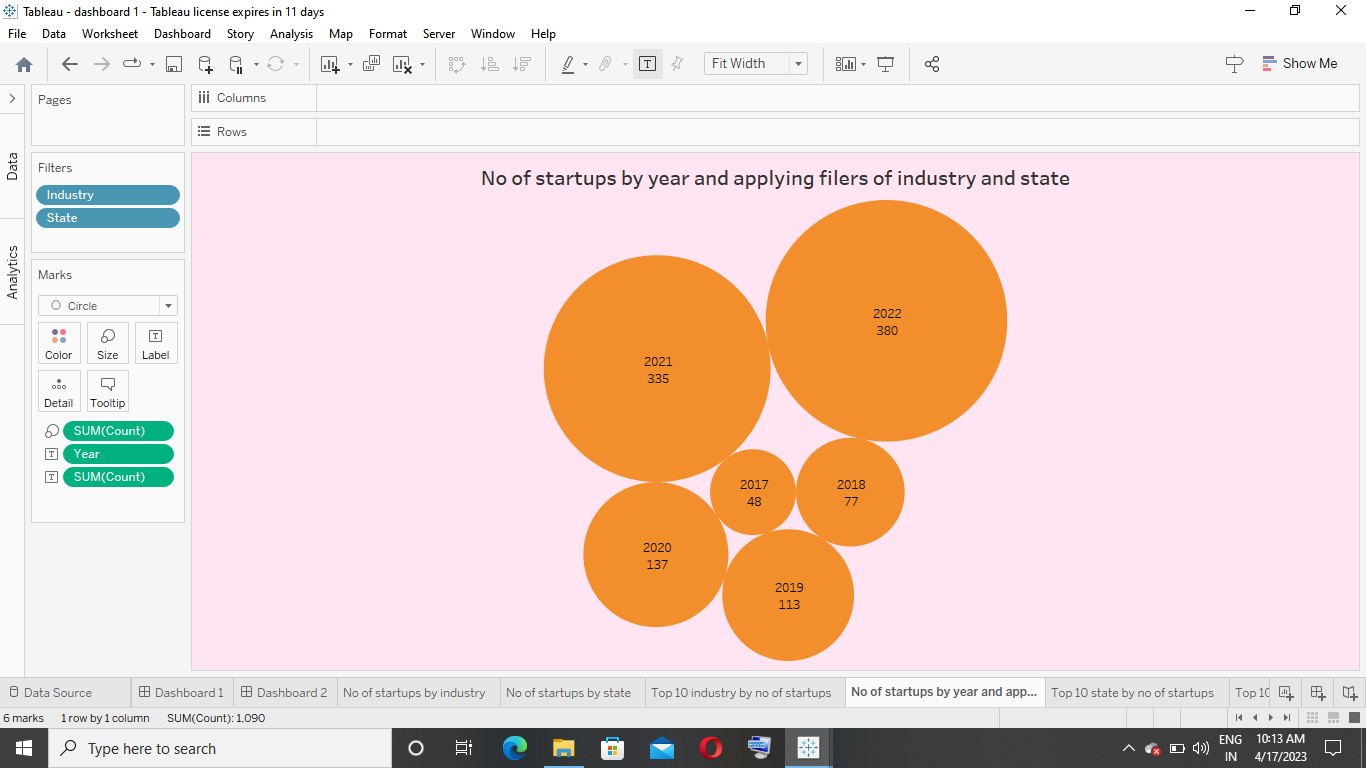 Tableau - dashboard 1 - Tableau license expires in 11 days
File Data Worksheet Dashboard Story Analysis Map Format Server Window Help
Fit Width
Show Me
Pages
Columns
Rows
Data
Analytics
Filters
Industry
State
Marks
Circle
Color Size Label
Detail Tooltip
SUM(Count)
Year
SUM(Count)
No of startups by year and applying filers of industry and state
2022
380
2021
335
2017
48
2018
77
2020
137
2019
113
Data Source Dashboard 1 Dashboard 2 No of startups by industry No of startups by state Top 10 industry by no of startups No of startups by year and app... Top 10 state by no of startups Top 10
6 marks 1 row by 1 column SUM(Count): 1,090
Type here to search
ENG
IN
10:13 AM
4/17/2023